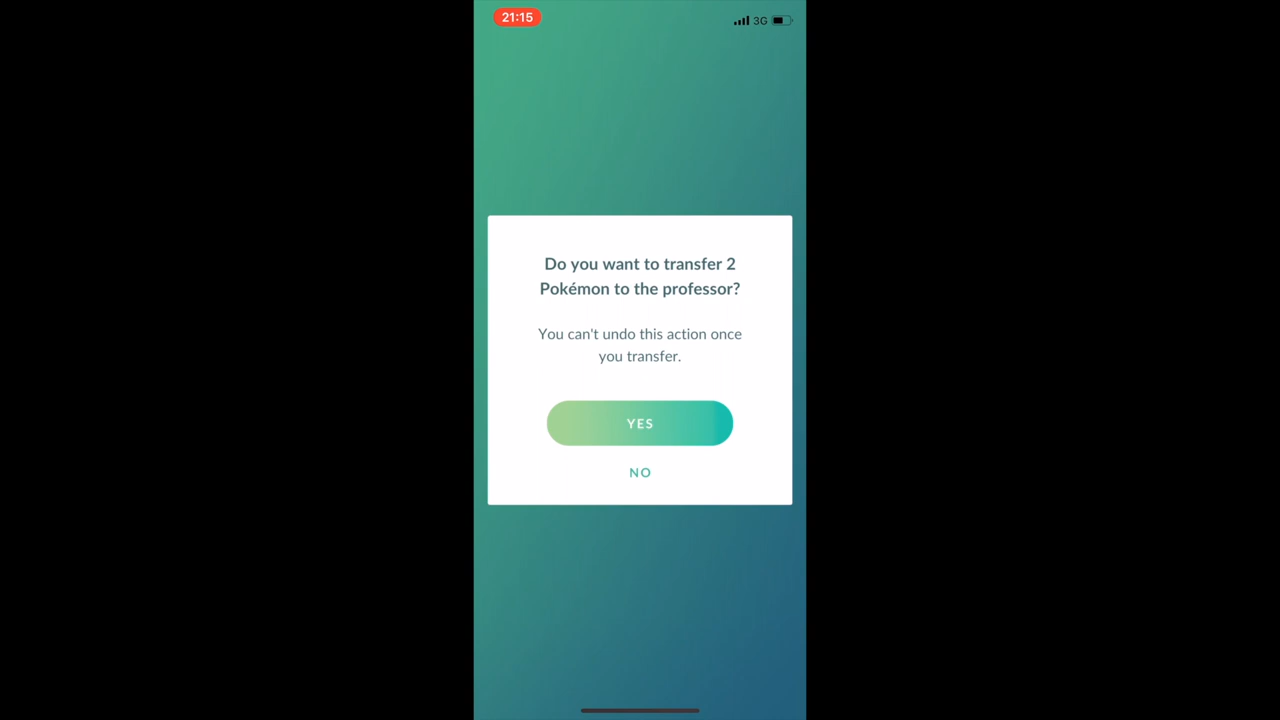 21:15
3G
Do you want to transfer 2
Pokémon to the professor?
You can't undo this action once
you transfer.
YES
NO